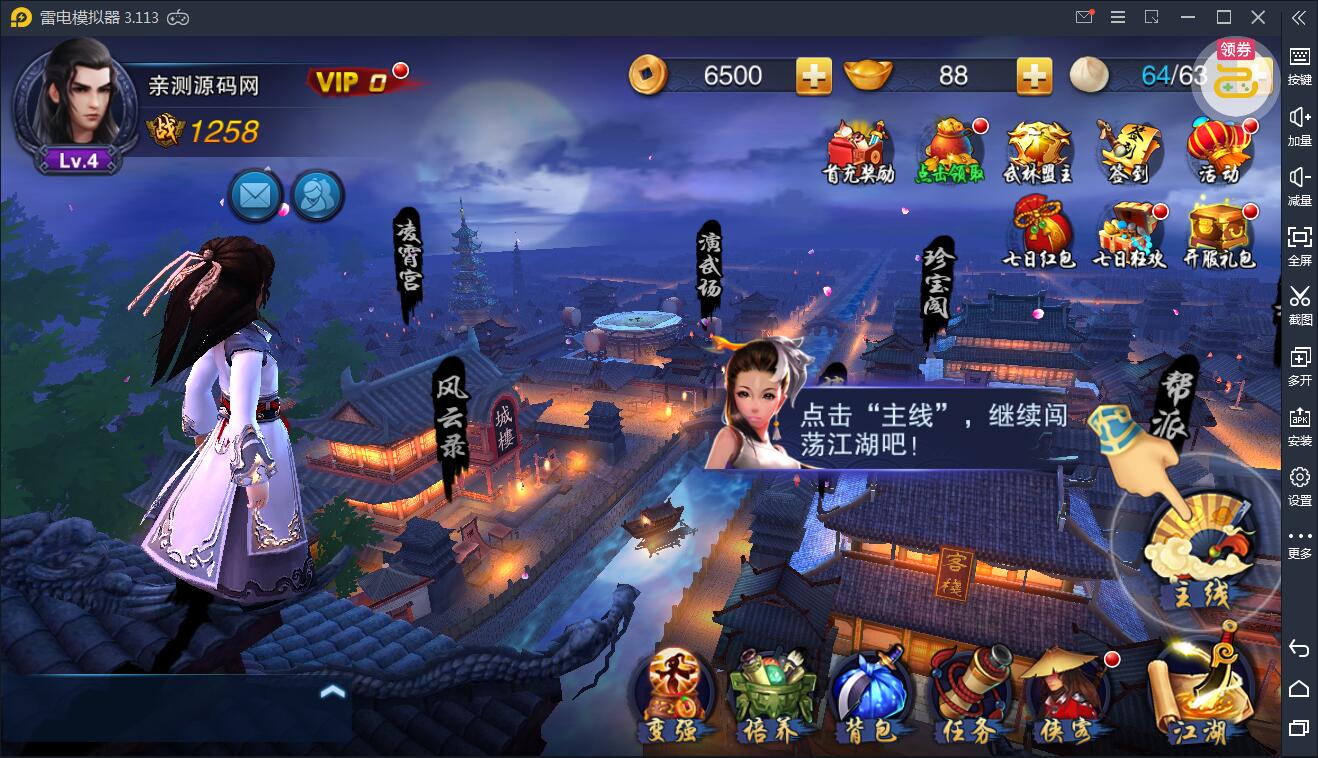 雷电模拟器 3.113
亲测源码网
VIP 0
战 1258
Lv.4
6500
88
64/63
领券
首充奖励
点击领取
武林盟主
签到
活动
七日红包
七日狂欢
开服礼包
凌霄宫
演武场
珍宝阁
风云录
城楼
帮派
点击“主线”，继续闯
荡江湖吧！
客棧
主线
变强
培养
背包
任务
侠客
江湖
按键
加量
减量
全屏
截图
多开
APK
安装
设置
更多